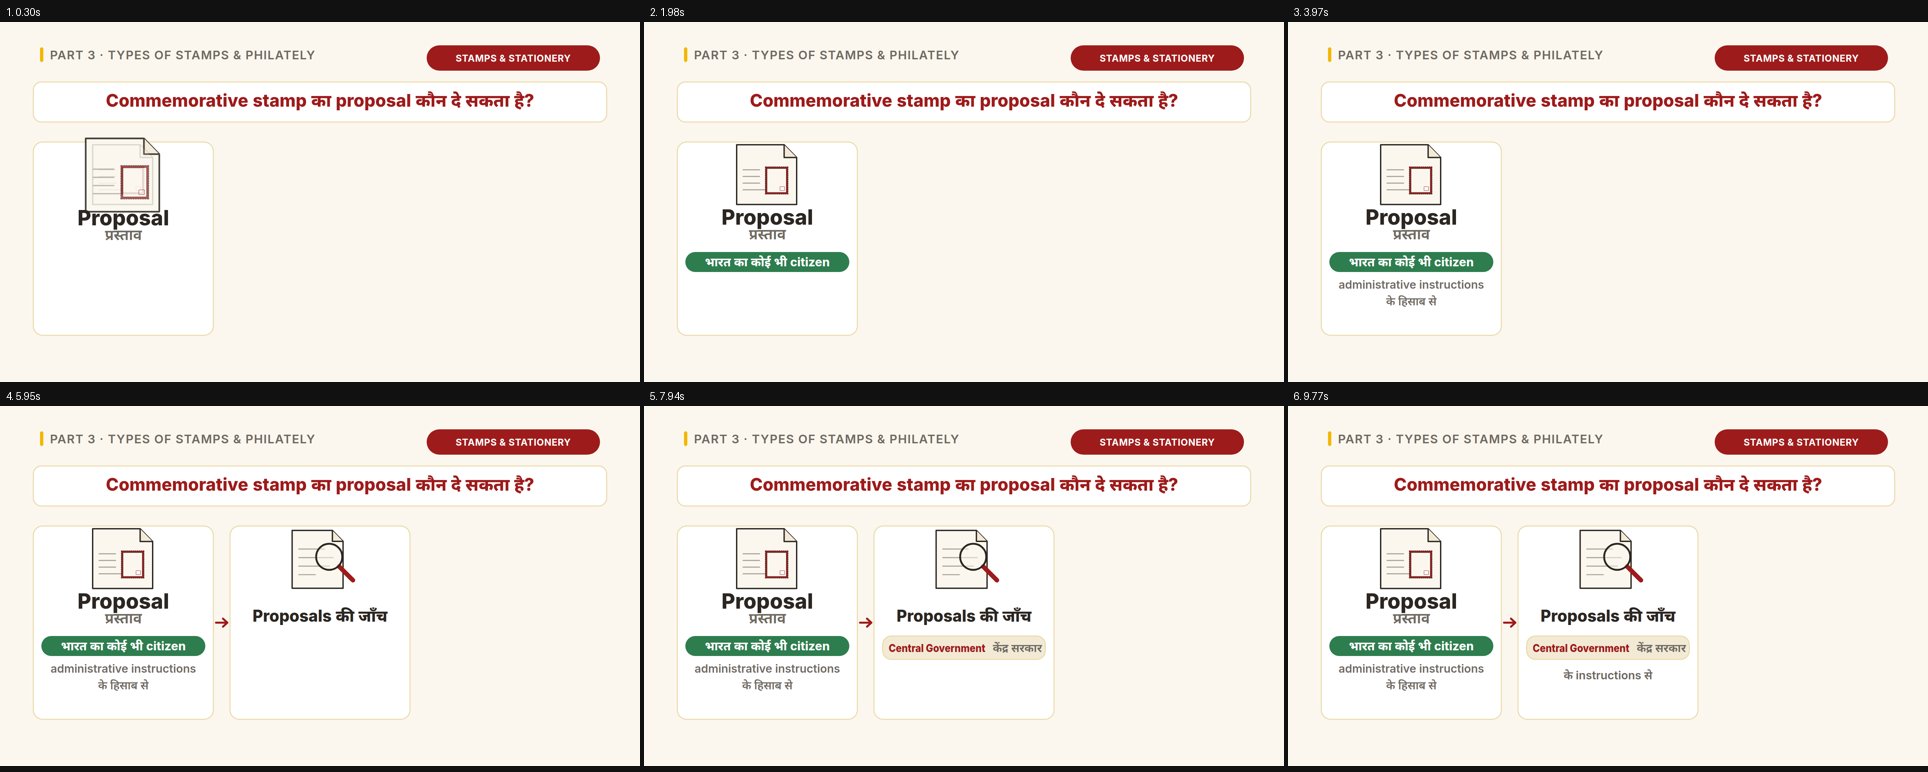 1. 0.30s
PART 3 · TYPES OF STAMPS & PHILATELY
STAMPS & STATIONERY
Commemorative stamp का proposal कौन दे सकता है?
Proposal
प्रस्ताव
2. 1.98s
PART 3 · TYPES OF STAMPS & PHILATELY
STAMPS & STATIONERY
Commemorative stamp का proposal कौन दे सकता है?
Proposal
प्रस्ताव
भारत का कोई भी citizen
3. 3.97s
PART 3 · TYPES OF STAMPS & PHILATELY
STAMPS & STATIONERY
Commemorative stamp का proposal कौन दे सकता है?
Proposal
प्रस्ताव
भारत का कोई भी citizen
administrative instructions
के हिसाब से
4. 5.95s
PART 3 · TYPES OF STAMPS & PHILATELY
STAMPS & STATIONERY
Commemorative stamp का proposal कौन दे सकता है?
Proposal
प्रस्ताव
भारत का कोई भी citizen
administrative instructions
के हिसाब से
Proposals की जाँच
5. 7.94s
PART 3 · TYPES OF STAMPS & PHILATELY
STAMPS & STATIONERY
Commemorative stamp का proposal कौन दे सकता है?
Proposal
प्रस्ताव
भारत का कोई भी citizen
administrative instructions
के हिसाब से
Proposals की जाँच
Central Government केंद्र सरकार
6. 9.77s
PART 3 · TYPES OF STAMPS & PHILATELY
STAMPS & STATIONERY
Commemorative stamp का proposal कौन दे सकता है?
Proposal
प्रस्ताव
भारत का कोई भी citizen
administrative instructions
के हिसाब से
Proposals की जाँच
Central Government केंद्र सरकार
के instructions से